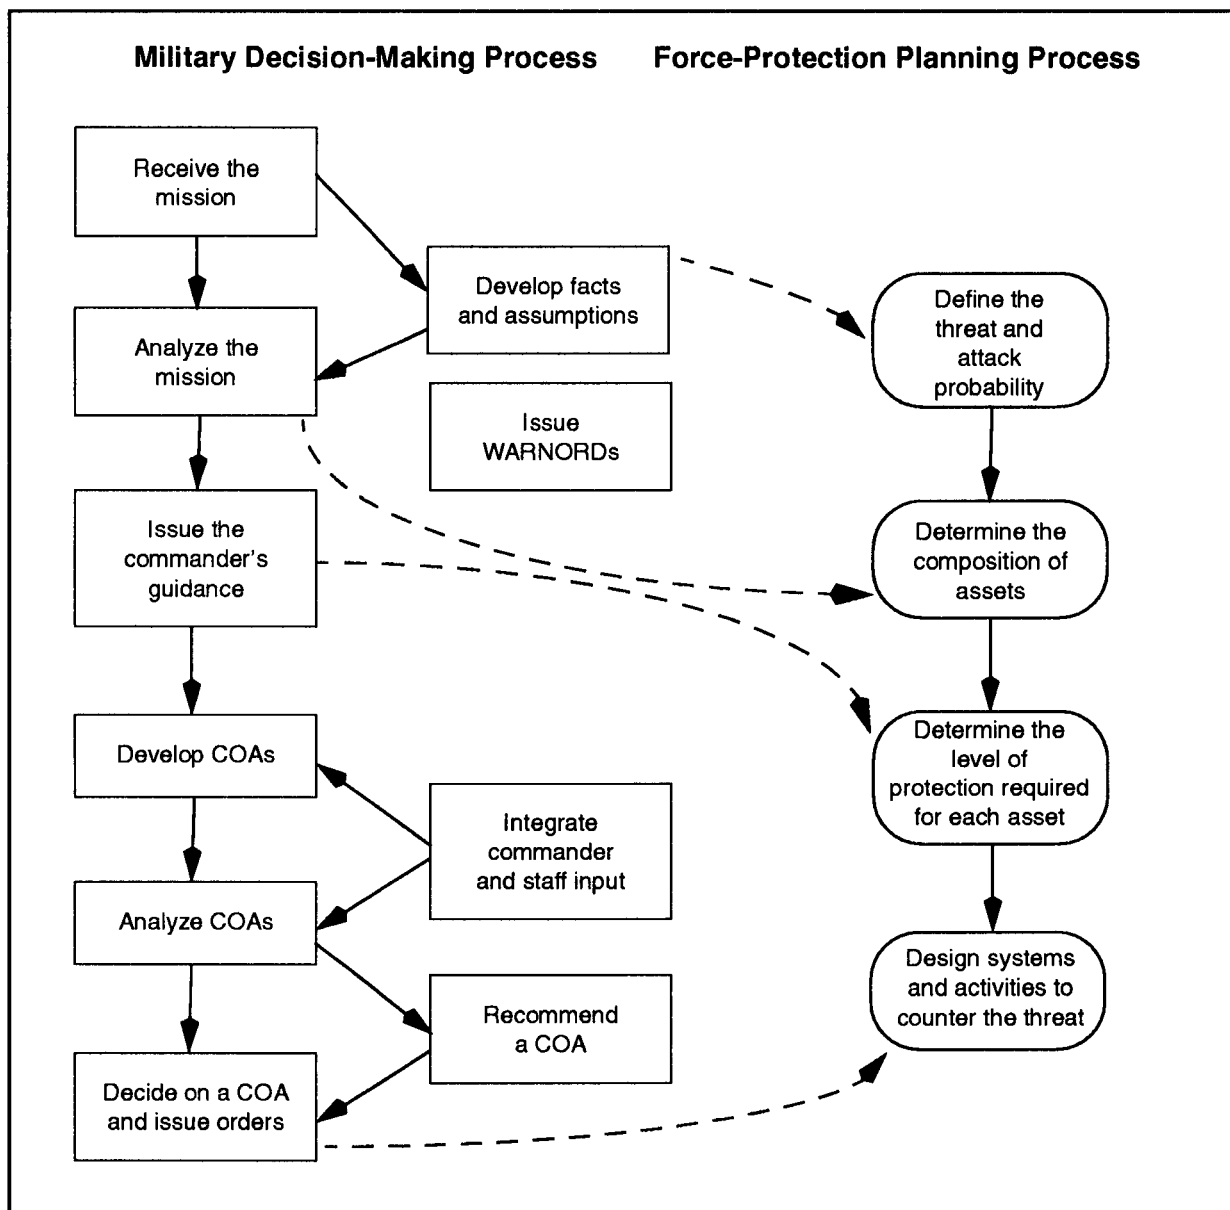 Military Decision-Making Process
Force-Protection Planning Process
Receive the
mission
Develop facts
and assumptions
Analyze the
mission
Issue
WARNORDs
Issue the
commander's
guidance
Develop COAs
Integrate
commander
and staff input
Analyze COAs
Recommend
a COA
Decide on a COA
and issue orders
Define the
threat and
attack
probability
Determine the
composition of
assets
Determine the
level of
protection required
for each asset
Design systems
and activities to
counter the threat